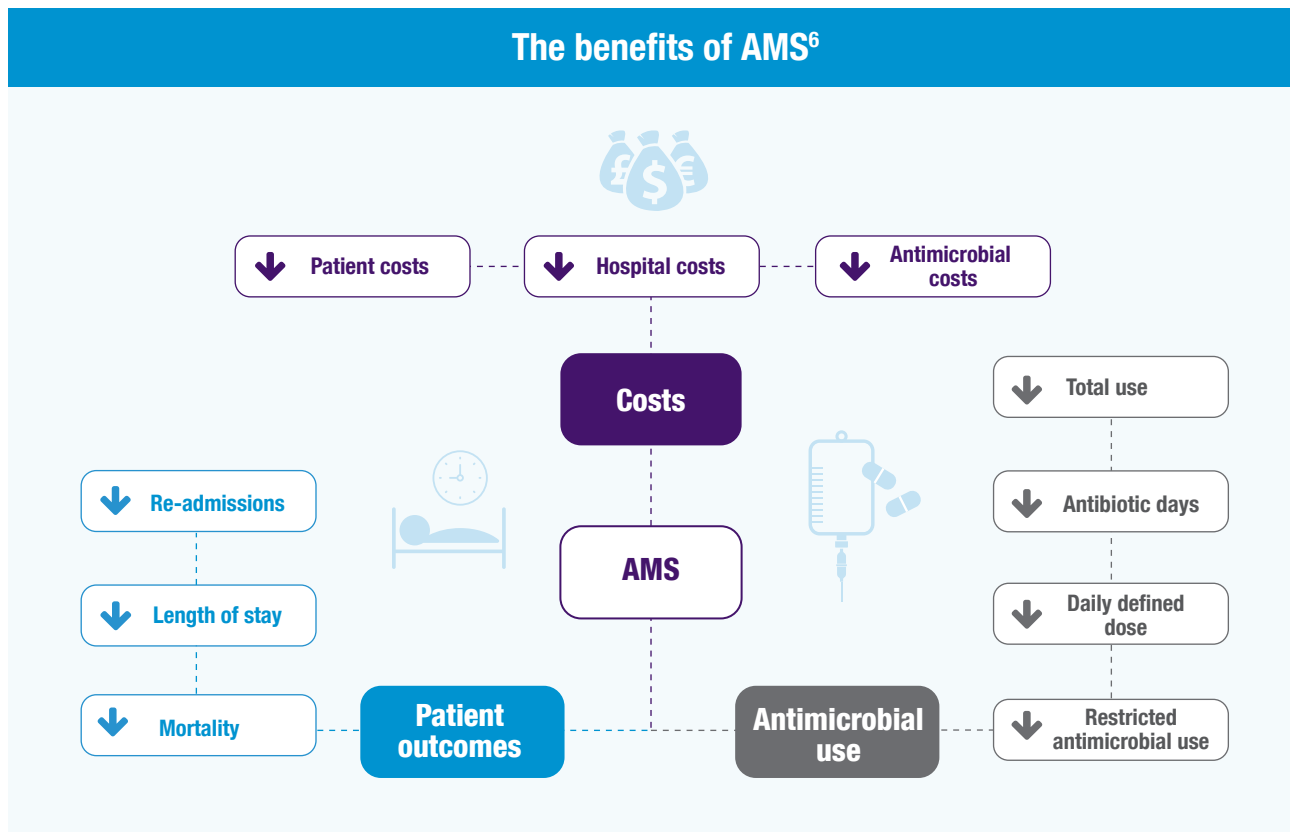 The benefits of AMS⁶
£ $ €
Patient costs
Hospital costs
Antimicrobial
costs
Costs
Total use
Antibiotic days
Daily defined
dose
Restricted
antimicrobial use
Re-admissions
Length of stay
Mortality
AMS
Patient
outcomes
Antimicrobial
use